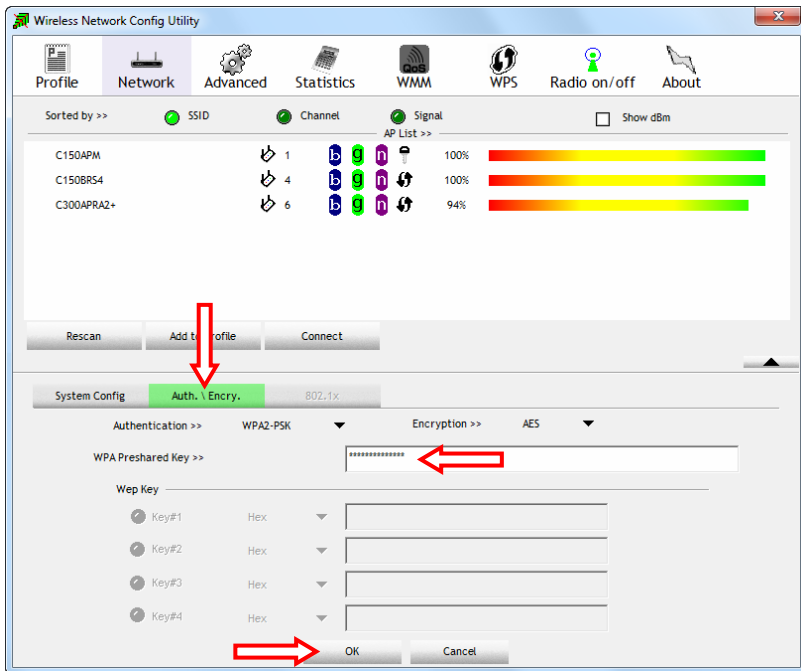 Wireless Network Config Utility
Profile Network Advanced Statistics QoS WMM WPS Radio on/off About
Sorted by >> SSID Channel Signal Show dBm
AP List >>
C150APM 1 b g n 100%
C150BRS4 4 b g n 100%
C300APRA2+ 6 b g n 94%
Rescan Add to Profile Connect
System Config Auth. \ Encry. 802.1x
Authentication >> WPA2-PSK Encryption >> AES
WPA Preshared Key >> **************
Wep Key
Key#1 Hex
Key#2 Hex
Key#3 Hex
Key#4 Hex
OK Cancel